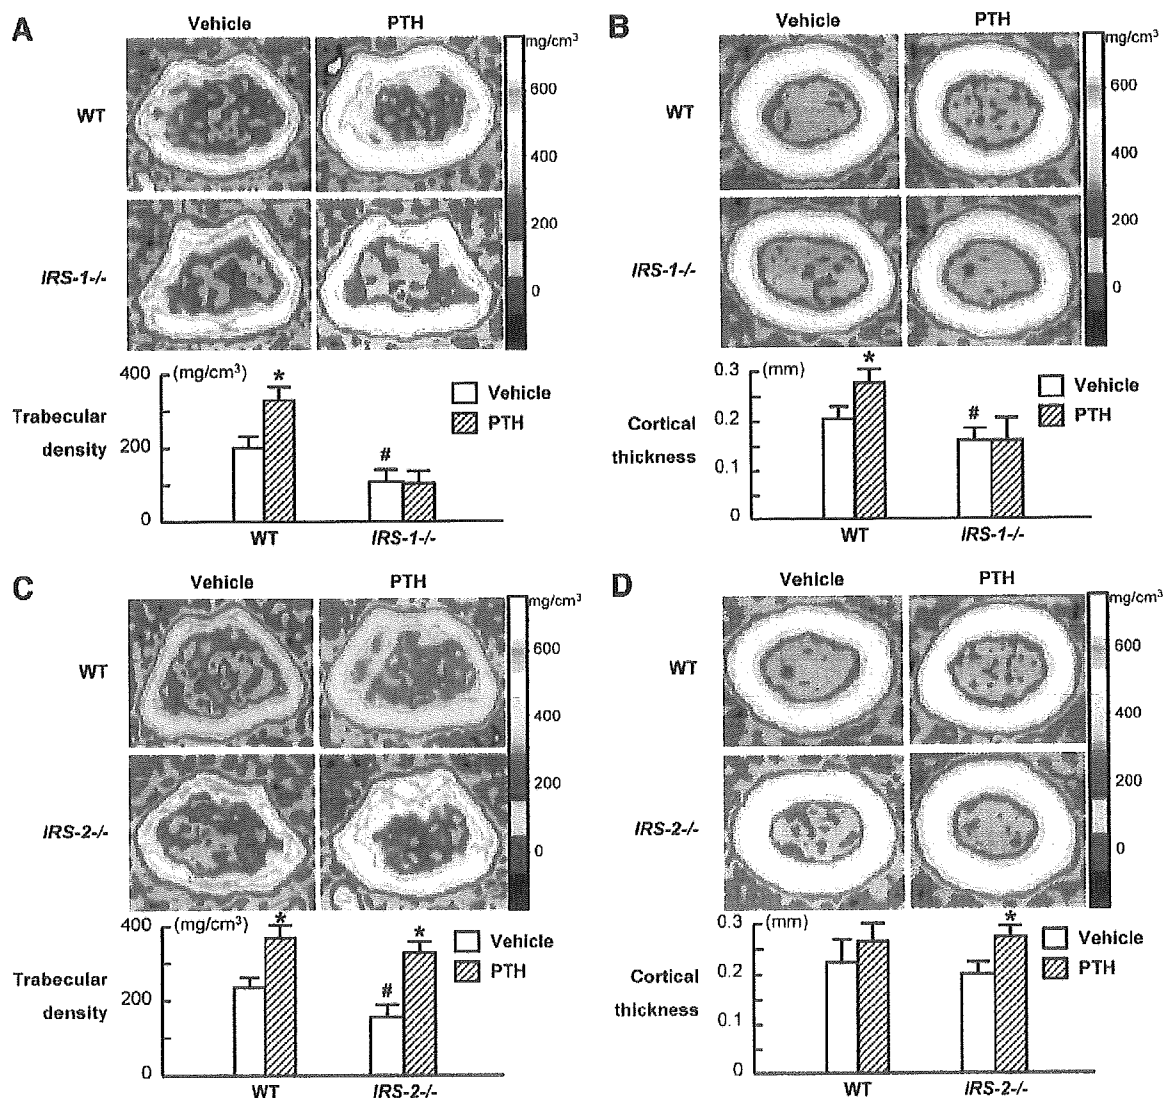 A
Vehicle PTH
mg/cm³
WT
600
400
200
IRS-1-/-
0
400 (mg/cm³)
* Vehicle
PTH
Trabecular
density
200
#
0
WT IRS-1-/-
B
Vehicle PTH
mg/cm³
WT
600
400
200
IRS-1-/-
0
0.3 (mm)
* Vehicle
PTH
Cortical
thickness
0.2
#
0.1
0
WT IRS-1-/-
C
Vehicle PTH
mg/cm³
WT
600
400
200
IRS-2-/-
0
400 (mg/cm³)
* * Vehicle
PTH
Trabecular
density
200
#
0
WT IRS-2-/-
D
Vehicle PTH
mg/cm³
WT
600
400
200
IRS-2-/-
0
0.3 (mm)
* Vehicle
PTH
Cortical
thickness
0.2
0.1
0
WT IRS-2-/-